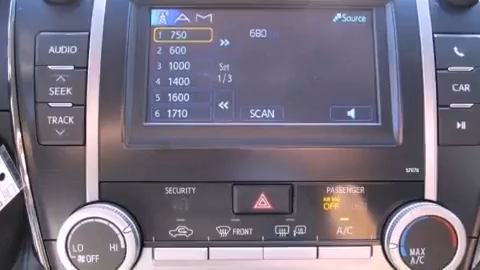 AM
Source
1 750
680
2 600
3 1000
Set
1/3
4 1400
5 1600
6 1710
SCAN
AUDIO
SEEK
TRACK
CAR
57076
SECURITY
PASSENGER
AIR BAG
OFF
LO
HI
OFF
FRONT
A/C
MAX
A/C